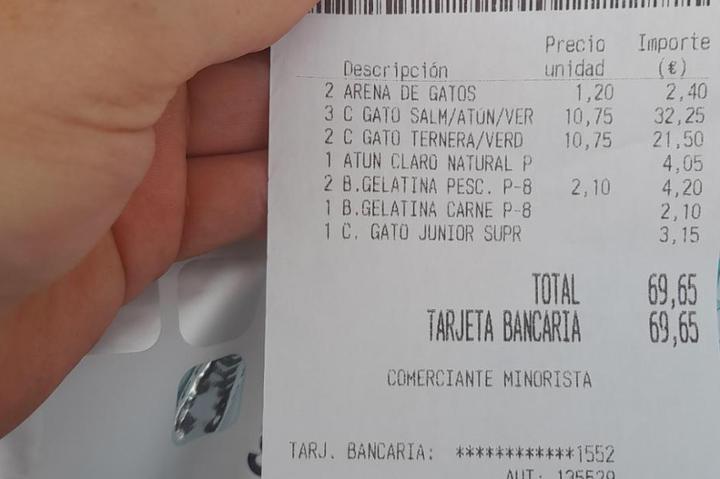 Precio Importe
Descripción unidad (€)
2 ARENA DE GATOS 1,20 2,40
3 C GATO SALM/ATÚN/VER 10,75 32,25
2 C GATO TERNERA/VERD 10,75 21,50
1 ATUN CLARO NATURAL P 4,05
2 B.GELATINA PESC. P-8 2,10 4,20
1 B.GELATINA CARNE P-8 2,10
1 C. GATO JUNIOR SUPR 3,15
TOTAL 69,65
TARJETA BANCARIA 69,65
COMERCIANTE MINORISTA
TARJ. BANCARIA: ************1552
AUT: 135529